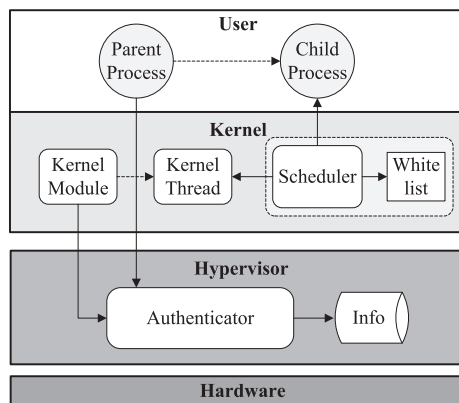 User
Parent
Process
Child
Process
Kernel
Kernel
Module
Kernel
Thread
Scheduler
White
list
Hypervisor
Authenticator
Info
Hardware